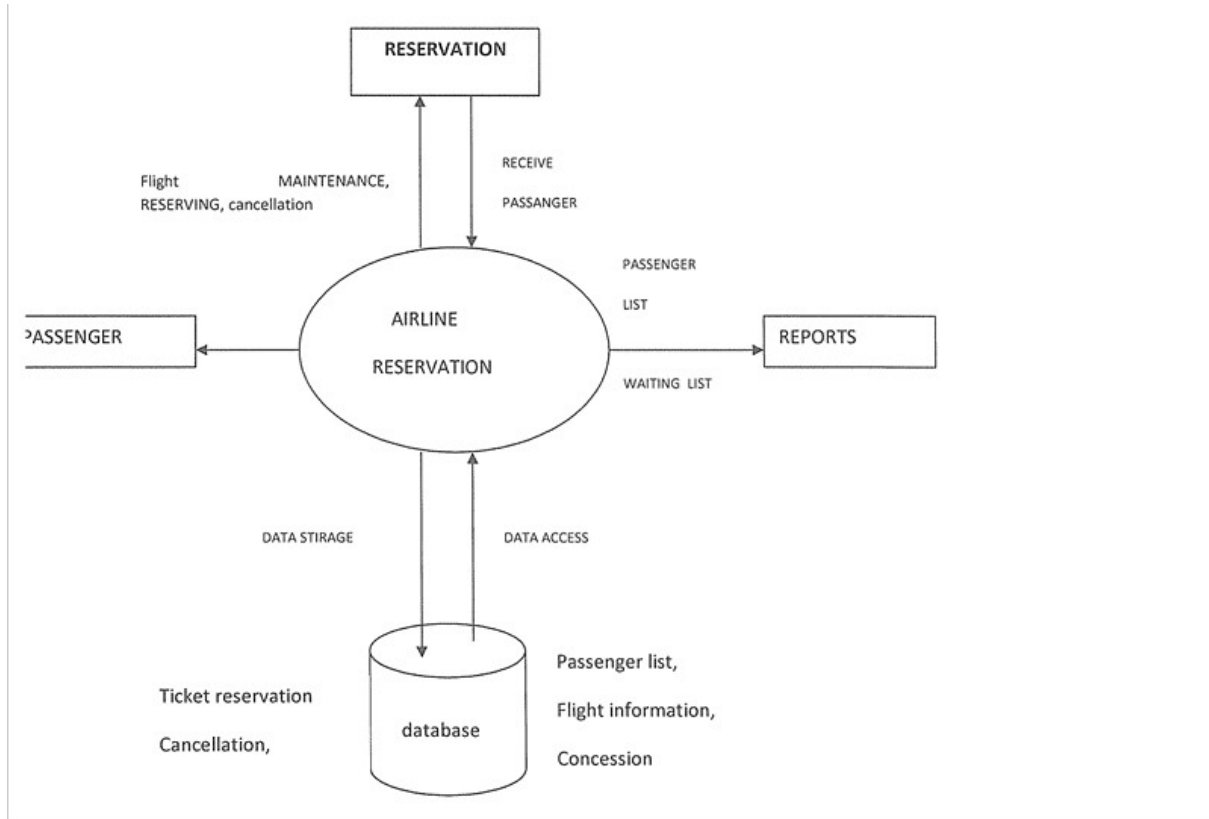 RESERVATION
RECEIVE
PASSANGER
Flight MAINTENANCE,
RESERVING, cancellation
PASSENGER
LIST
AIRLINE
RESERVATION
PASSENGER
REPORTS
WAITING LIST
DATA STIRAGE
DATA ACCESS
Passenger list,
Flight information,
Concession
Ticket reservation
Cancellation,
database